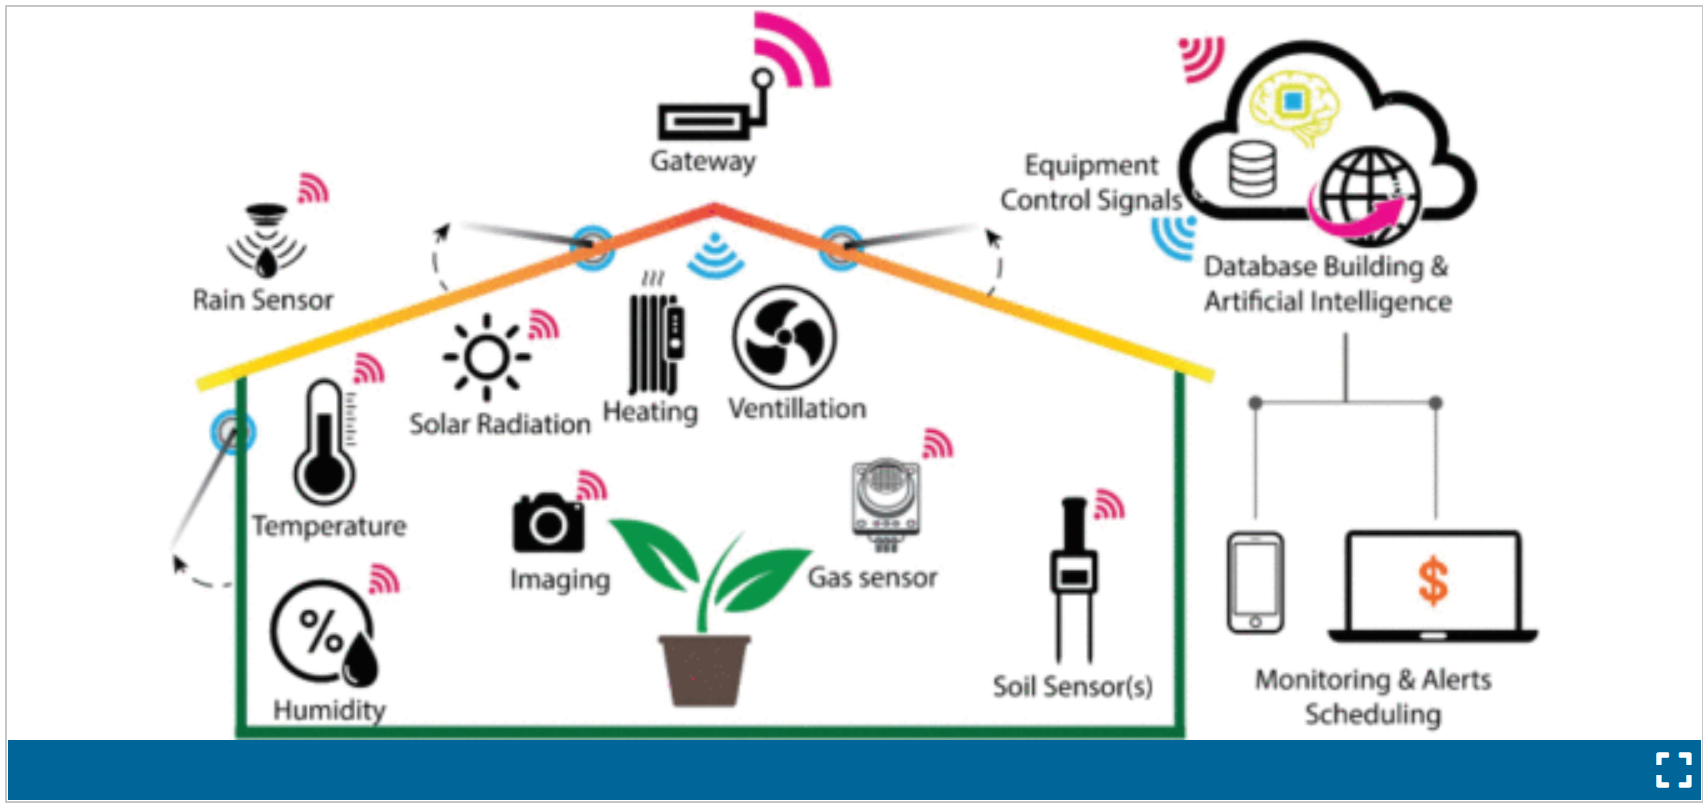 Gateway
Equipment
Control Signals
Rain Sensor
Database Building &
Artificial Intelligence
Solar Radiation
Heating
Ventillation
Temperature
Imaging
Gas sensor
%
$
Humidity
Soil Sensor(s)
Monitoring & Alerts
Scheduling